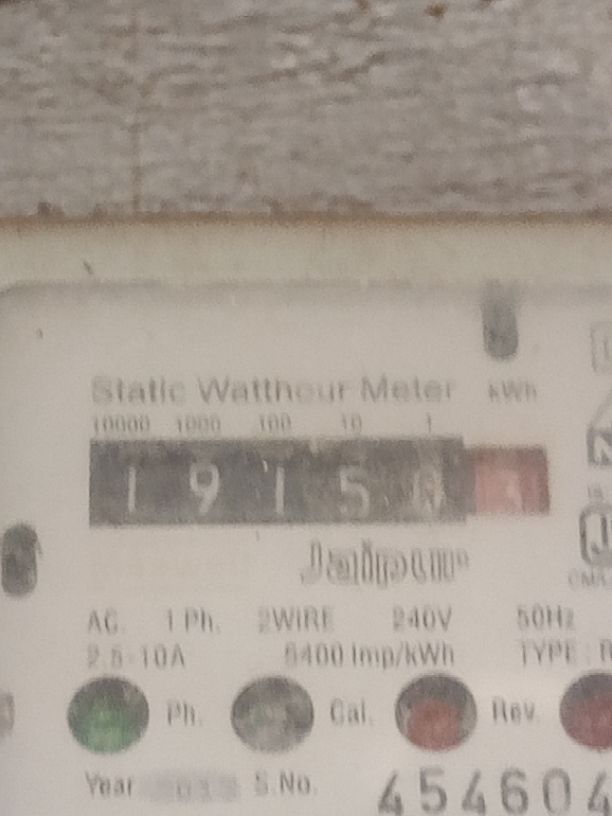 Static Watthour Meter kWh
10000 1000 100 10 1
1 9 1 5
Jaipur
AC. 1 Ph. 2WIRE 240V 50Hz
2.5-10A 6400 Imp/kWh TYPE :
Ph. Cal. Rev.
Year S.No. 454604